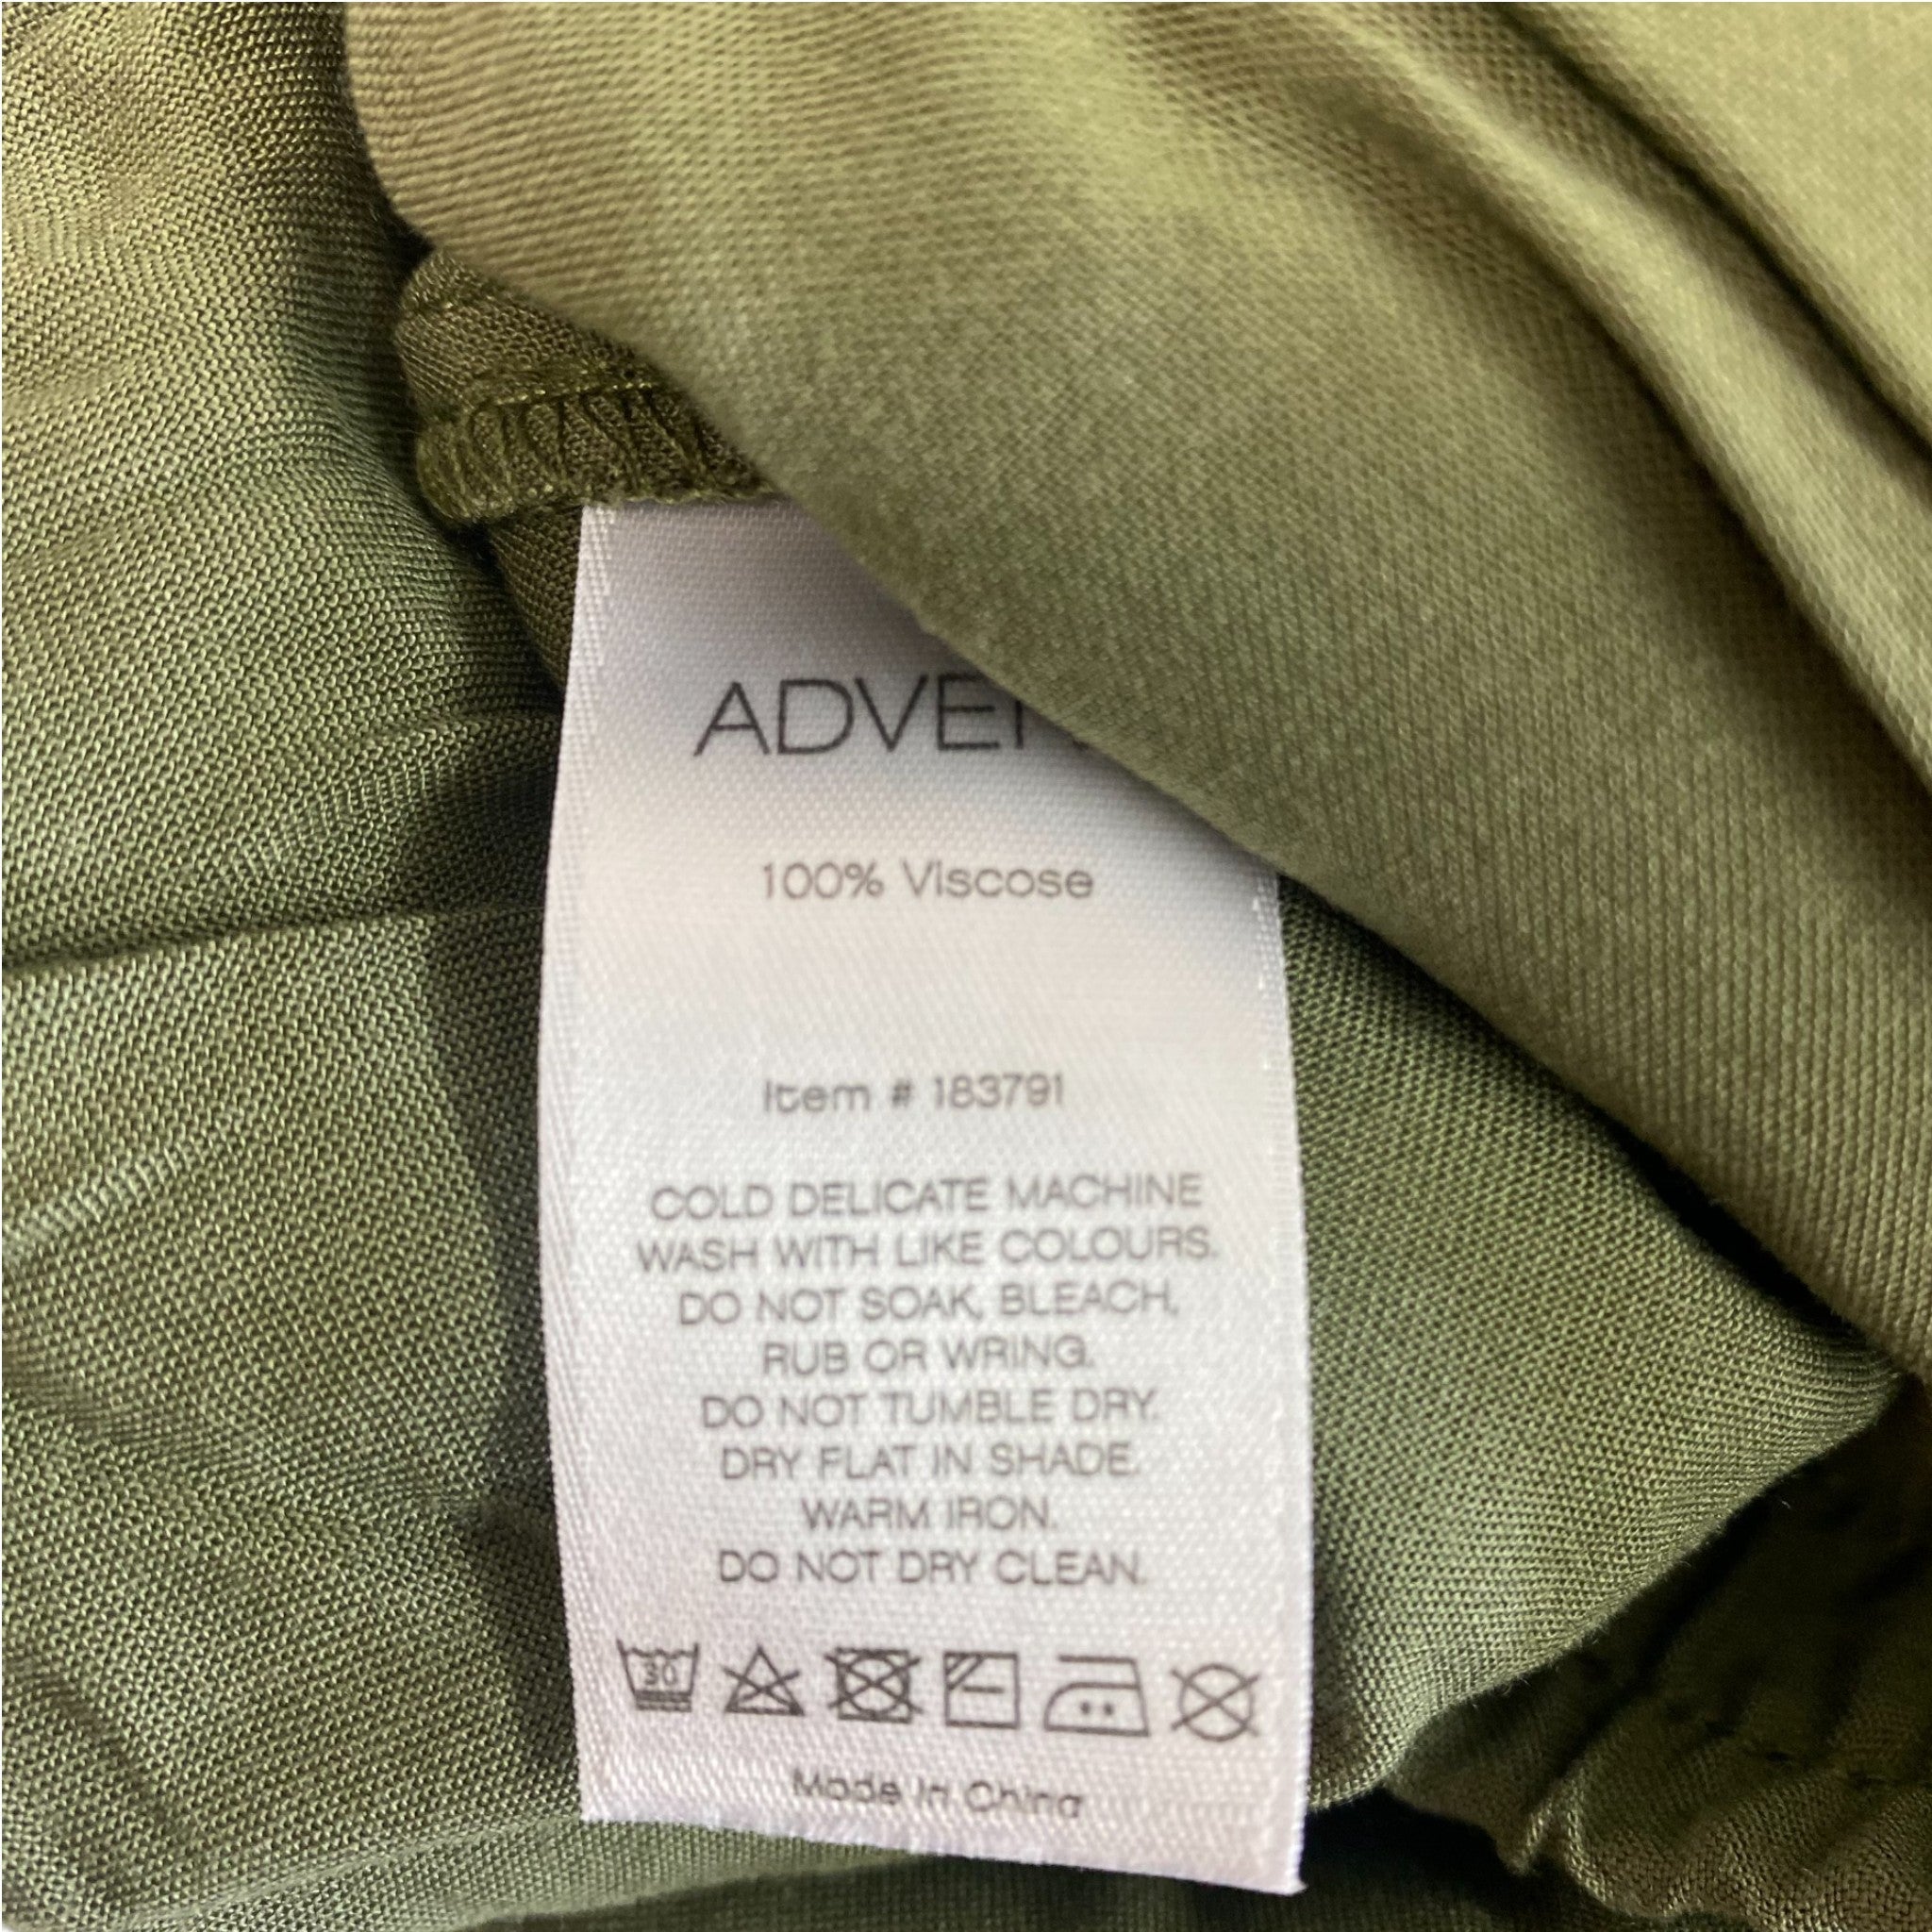 100% Viscose
Item # 183791
COLD DELICATE MACHINE
WASH WITH LIKE COLOURS.
DO NOT SOAK, BLEACH,
RUB OR WRING.
DO NOT TUMBLE DRY.
DRY FLAT IN SHADE.
WARM IRON.
DO NOT DRY CLEAN.
30
Made in China